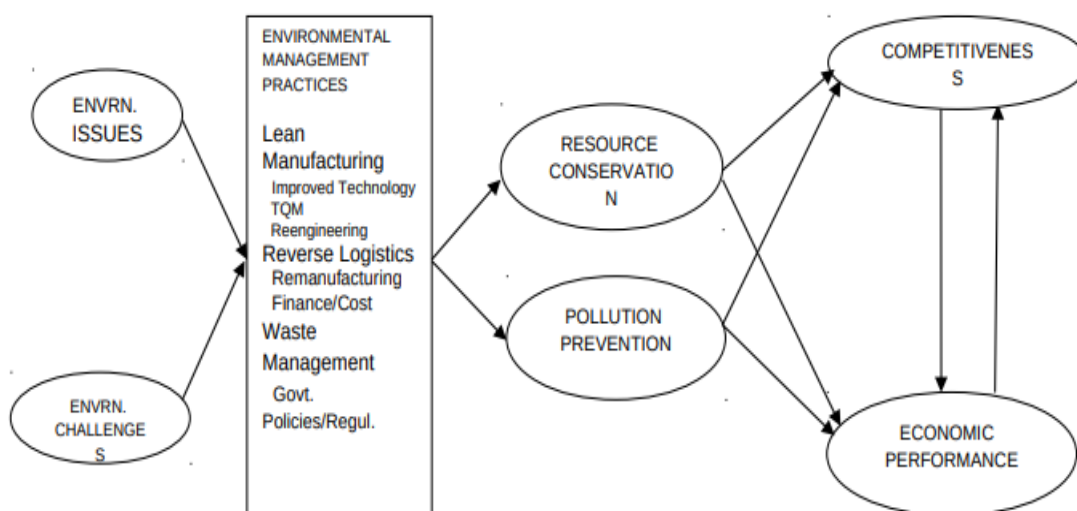 ENVRN.
ISSUES
ENVRN.
CHALLENGE
S
ENVIRONMENTAL
MANAGEMENT
PRACTICES
Lean
Manufacturing
Improved Technology
TQM
Reengineering
Reverse Logistics
Remanufacturing
Finance/Cost
Waste
Management
Govt.
Policies/Regul.
RESOURCE
CONSERVATIO
N
POLLUTION
PREVENTION
COMPETITIVENES
S
ECONOMIC
PERFORMANCE